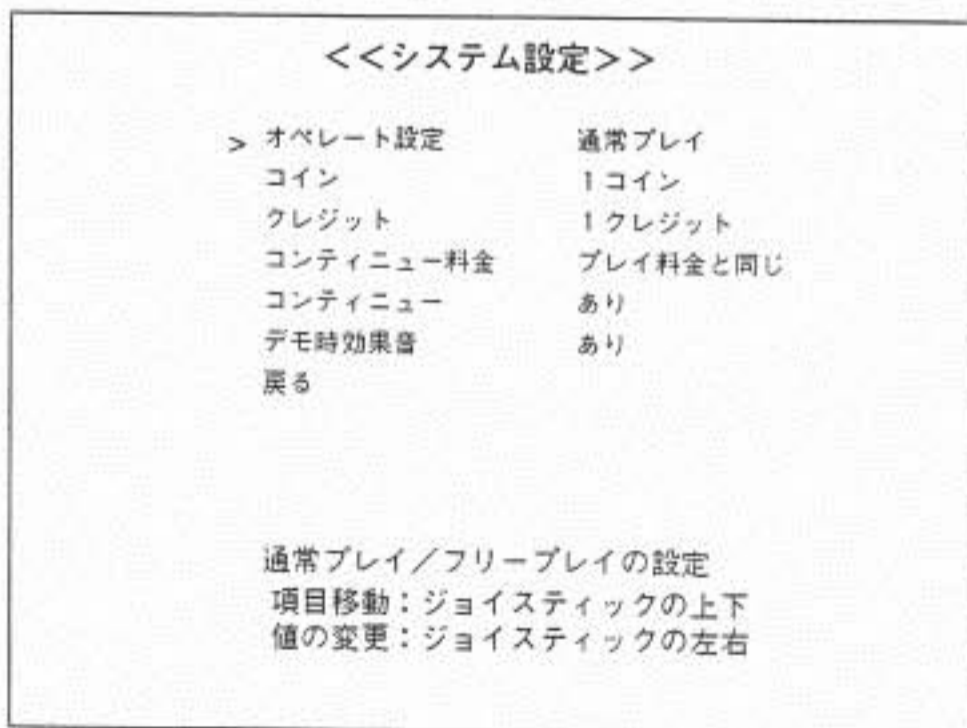 <<システム設定>>
> オペレート設定 通常プレイ
コイン 1コイン
クレジット 1クレジット
コンティニュー料金 プレイ料金と同じ
コンティニュー あり
デモ時効果音 あり
戻る
通常プレイ／フリープレイの設定
項目移動：ジョイスティックの上下
値の変更：ジョイスティックの左右